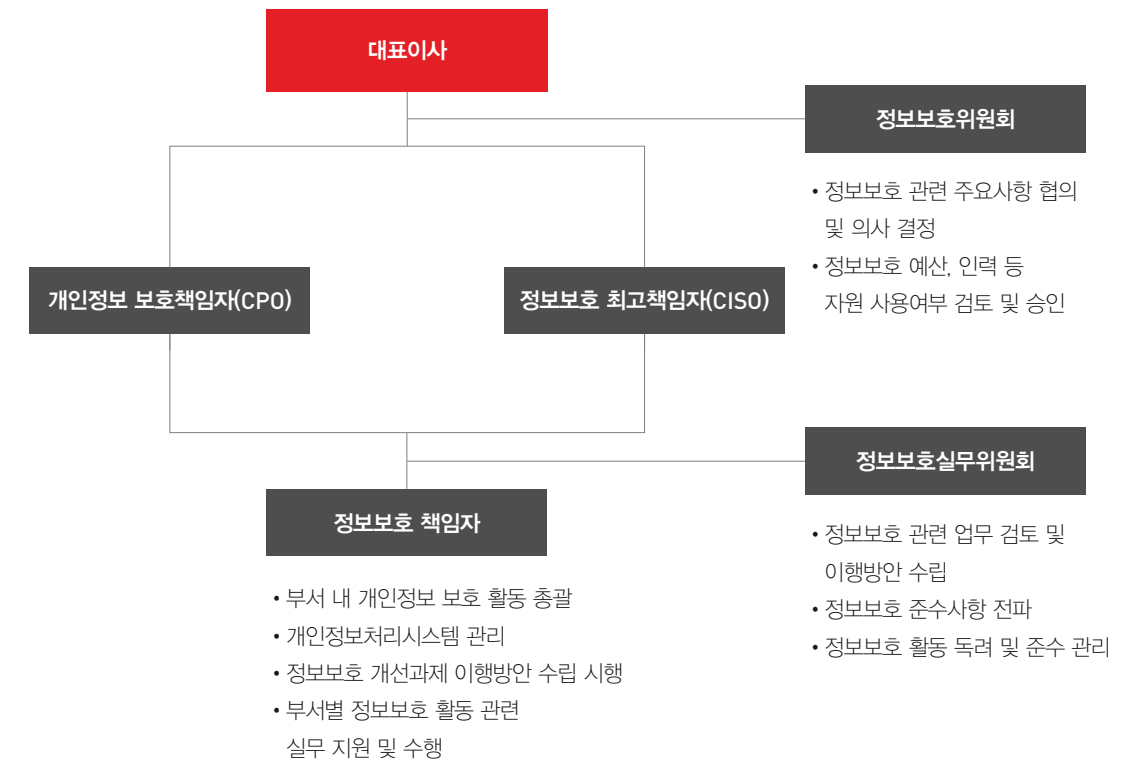 대표이사
정보보호위원회
• 정보보호 관련 주요사항 협의
및 의사 결정
• 정보보호 예산, 인력 등
자원 사용여부 검토 및 승인
개인정보 보호책임자(CPO)
정보보호 최고책임자(CISO)
정보보호실무위원회
• 정보보호 관련 업무 검토 및
이행방안 수립
• 정보보호 준수사항 전파
• 정보보호 활동 독려 및 준수 관리
정보보호 책임자
• 부서 내 개인정보 보호 활동 총괄
• 개인정보처리시스템 관리
• 정보보호 개선과제 이행방안 수립 시행
• 부서별 정보보호 활동 관련
실무 지원 및 수행